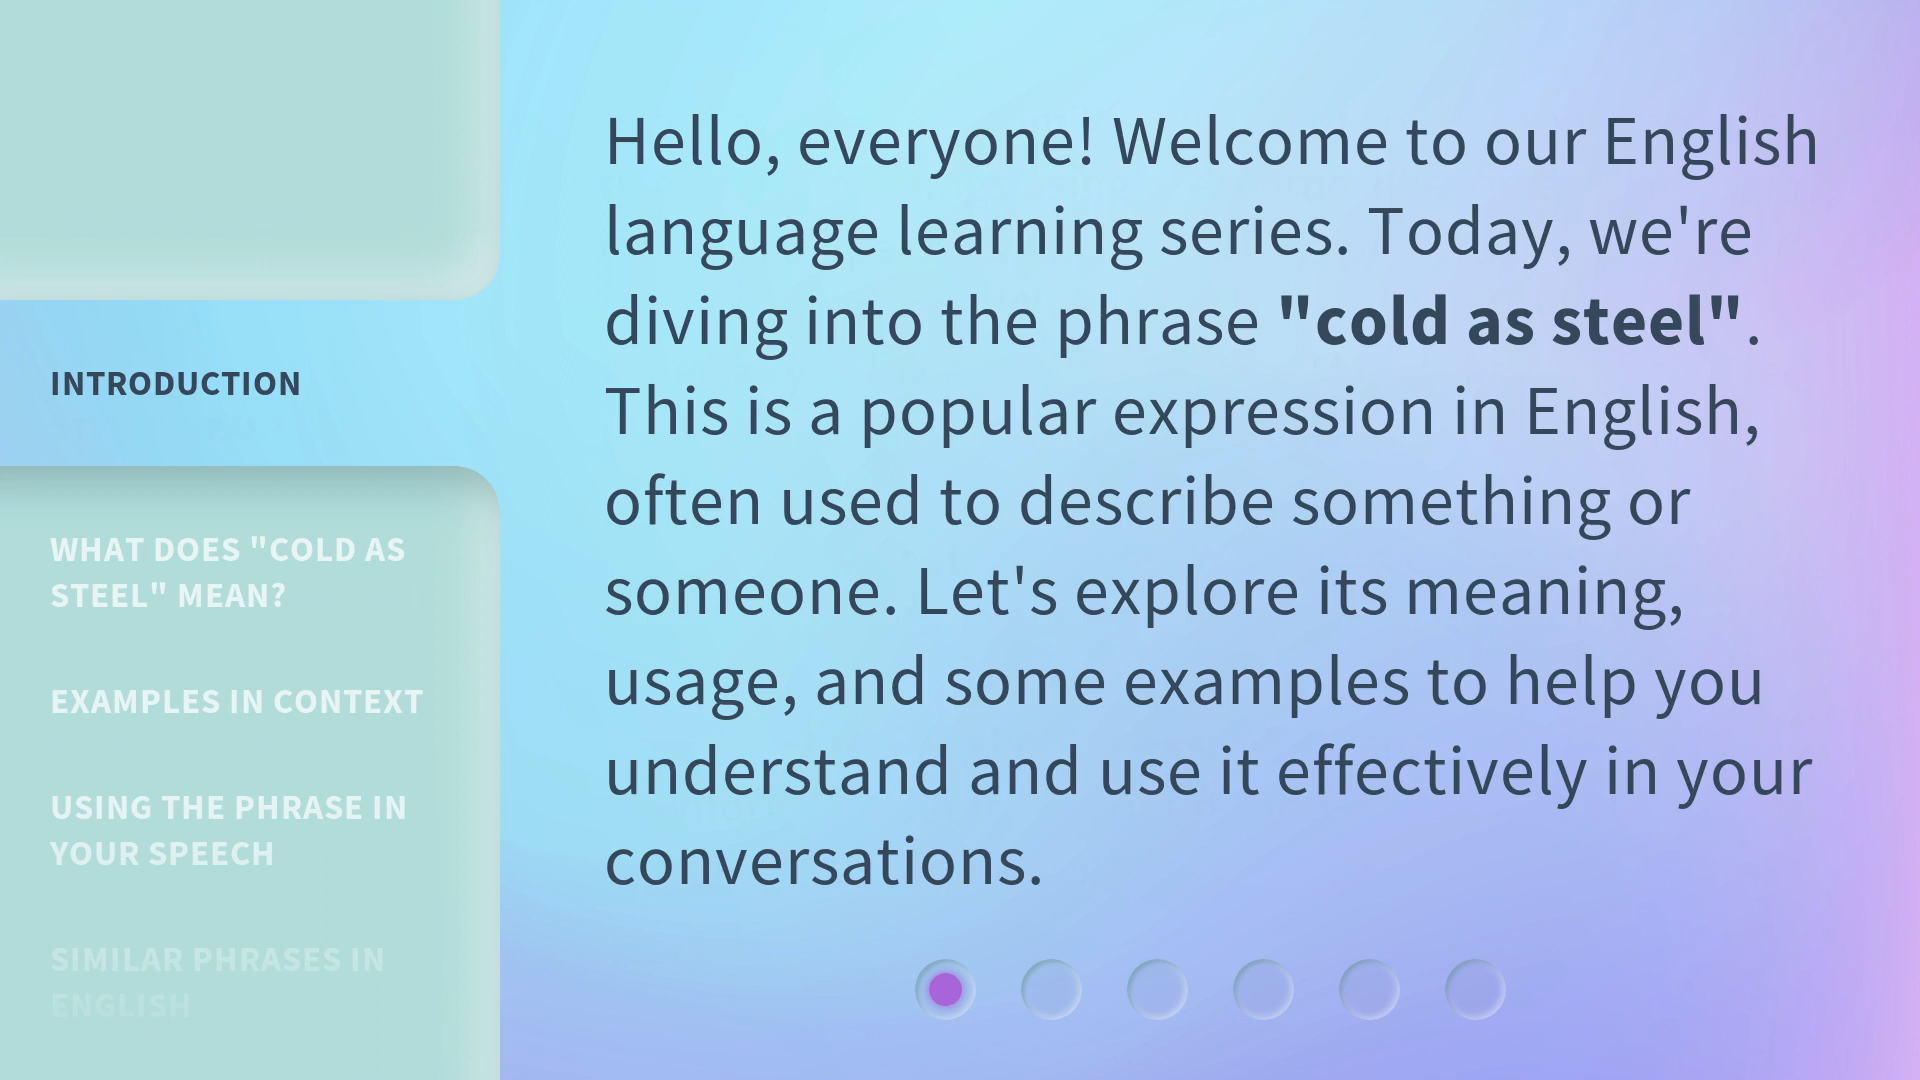 INTRODUCTION
WHAT DOES "COLD AS
STEEL" MEAN?
EXAMPLES IN CONTEXT
USING THE PHRASE IN
YOUR SPEECH
SIMILAR PHRASES IN
ENGLISH
Hello, everyone! Welcome to our English
language learning series. Today, we're
diving into the phrase "cold as steel".
This is a popular expression in English,
often used to describe something or
someone. Let's explore its meaning,
usage, and some examples to help you
understand and use it effectively in your
conversations.